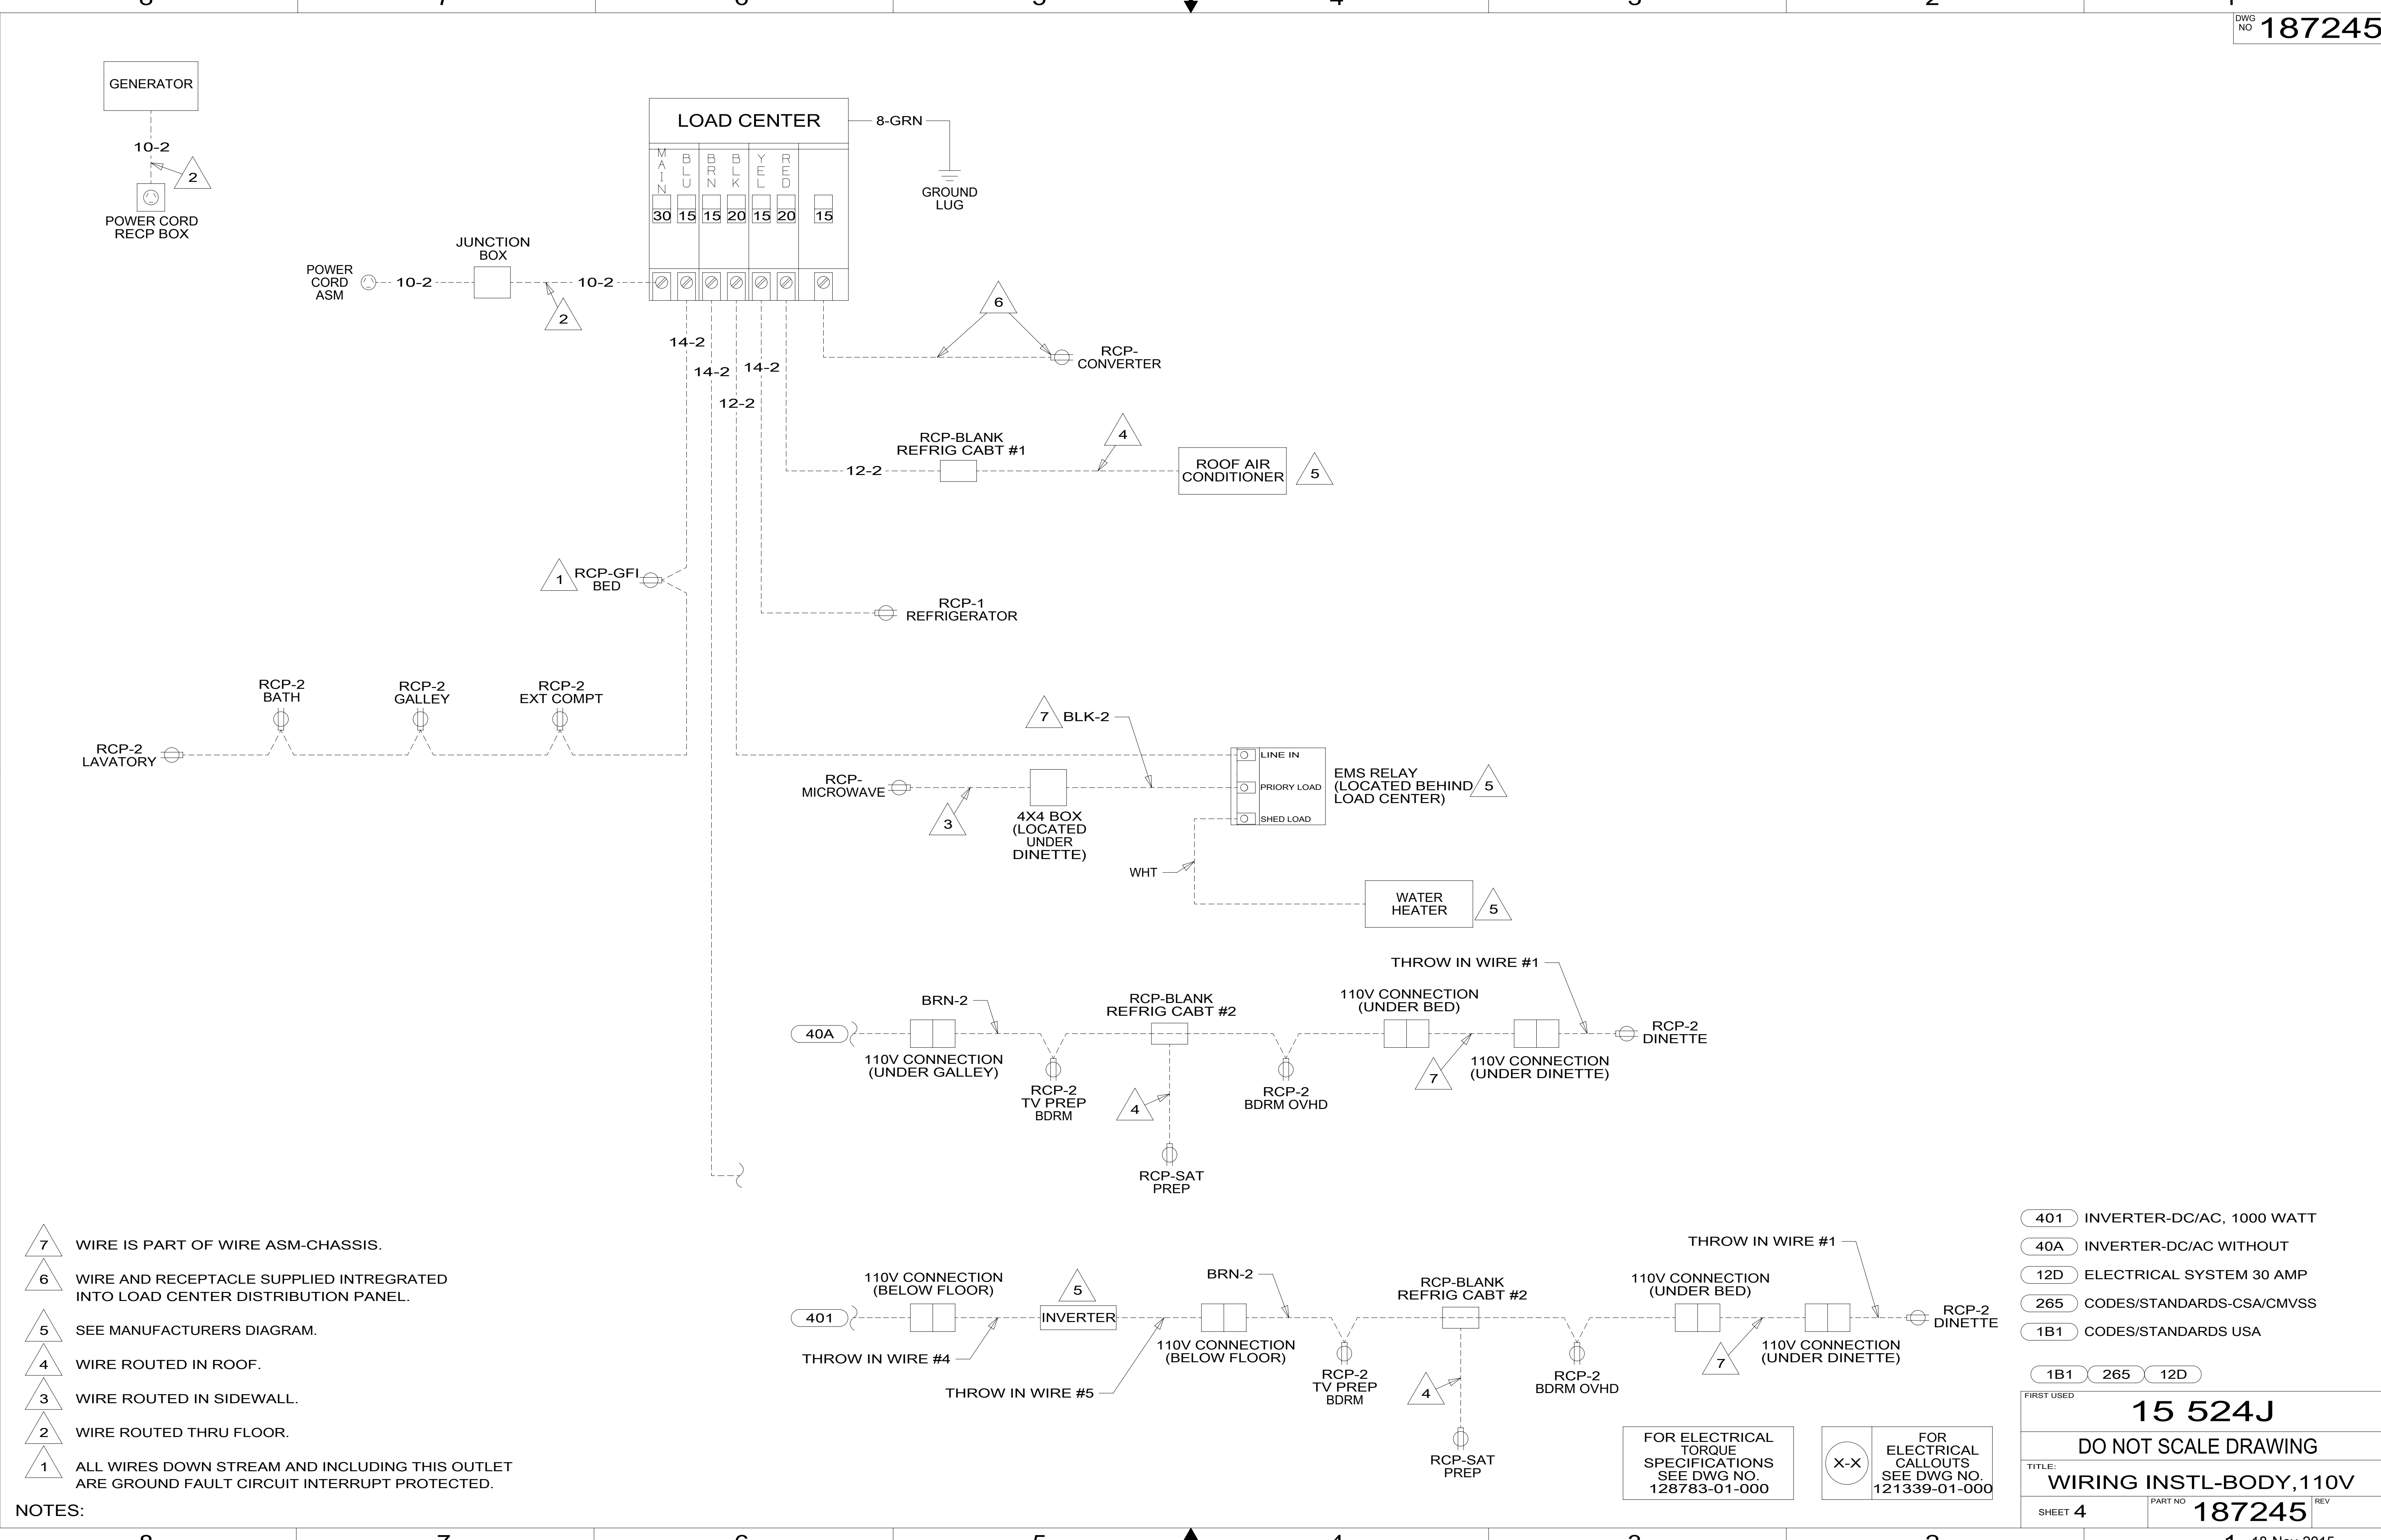 DWG NO 187245
GENERATOR
10-2
2
POWER CORD
RECP BOX
LOAD CENTER
8-GRN
GROUND
LUG
MAIN BLU BRN BLK YEL RED
30 15 15 20 15 20 15
JUNCTION
BOX
POWER
CORD
ASM
10-2
10-2
2
14-2
14-2
14-2
12-2
6
RCP-
CONVERTER
RCP-BLANK
REFRIG CABT #1
4
12-2
ROOF AIR
CONDITIONER
5
1
RCP-GFI
BED
RCP-1
REFRIGERATOR
RCP-2
BATH
RCP-2
GALLEY
RCP-2
EXT COMPT
RCP-2
LAVATORY
7
BLK-2
LINE IN
PRIORY LOAD
SHED LOAD
EMS RELAY
(LOCATED BEHIND
LOAD CENTER)
5
RCP-
MICROWAVE
3
4X4 BOX
(LOCATED
UNDER
DINETTE)
WHT
WATER
HEATER
5
THROW IN WIRE #1
40A
BRN-2
110V CONNECTION
(UNDER GALLEY)
RCP-2
TV PREP
BDRM
RCP-BLANK
REFRIG CABT #2
4
RCP-SAT
PREP
RCP-2
BDRM OVHD
110V CONNECTION
(UNDER BED)
7
110V CONNECTION
(UNDER DINETTE)
RCP-2
DINETTE
401
110V CONNECTION
(BELOW FLOOR)
THROW IN WIRE #4
5
INVERTER
THROW IN WIRE #5
110V CONNECTION
(BELOW FLOOR)
BRN-2
RCP-2
TV PREP
BDRM
RCP-BLANK
REFRIG CABT #2
4
RCP-SAT
PREP
RCP-2
BDRM OVHD
110V CONNECTION
(UNDER BED)
7
110V CONNECTION
(UNDER DINETTE)
THROW IN WIRE #1
RCP-2
DINETTE
7 WIRE IS PART OF WIRE ASM-CHASSIS.
6 WIRE AND RECEPTACLE SUPPLIED INTREGRATED
INTO LOAD CENTER DISTRIBUTION PANEL.
5 SEE MANUFACTURERS DIAGRAM.
4 WIRE ROUTED IN ROOF.
3 WIRE ROUTED IN SIDEWALL.
2 WIRE ROUTED THRU FLOOR.
1 ALL WIRES DOWN STREAM AND INCLUDING THIS OUTLET
ARE GROUND FAULT CIRCUIT INTERRUPT PROTECTED.
NOTES:
401 INVERTER-DC/AC, 1000 WATT
40A INVERTER-DC/AC WITHOUT
12D ELECTRICAL SYSTEM 30 AMP
265 CODES/STANDARDS-CSA/CMVSS
1B1 CODES/STANDARDS USA
1B1 265 12D
FOR ELECTRICAL
TORQUE
SPECIFICATIONS
SEE DWG NO.
128783-01-000
X-X
FOR
ELECTRICAL
CALLOUTS
SEE DWG NO.
121339-01-000
FIRST USED
15 524J
DO NOT SCALE DRAWING
TITLE:
WIRING INSTL-BODY,110V
SHEET 4
PART NO 187245
REV